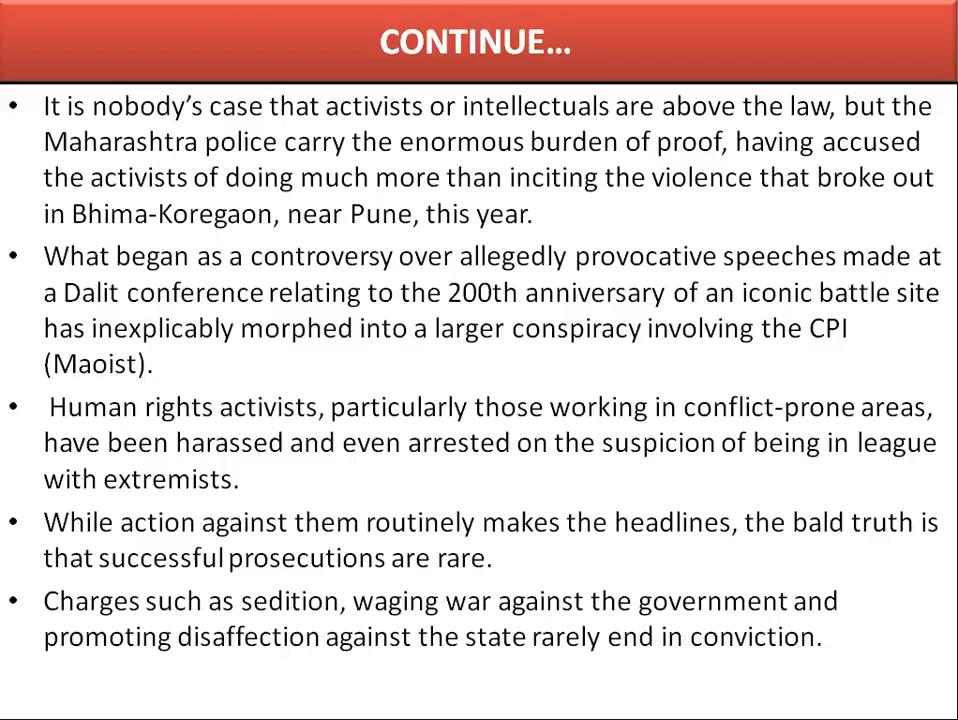 CONTINUE...
• It is nobody's case that activists or intellectuals are above the law, but the
Maharashtra police carry the enormous burden of proof, having accused
the activists of doing much more than inciting the violence that broke out
in Bhima-Koregaon, near Pune, this year.
• What began as a controversy over allegedly provocative speeches made at
a Dalit conference relating to the 200th anniversary of an iconic battle site
has inexplicably morphed into a larger conspiracy involving the CPI
(Maoist).
• Human rights activists, particularly those working in conflict-prone areas,
have been harassed and even arrested on the suspicion of being in league
with extremists.
• While action against them routinely makes the headlines, the bald truth is
that successful prosecutions are rare.
• Charges such as sedition, waging war against the government and
promoting disaffection against the state rarely end in conviction.